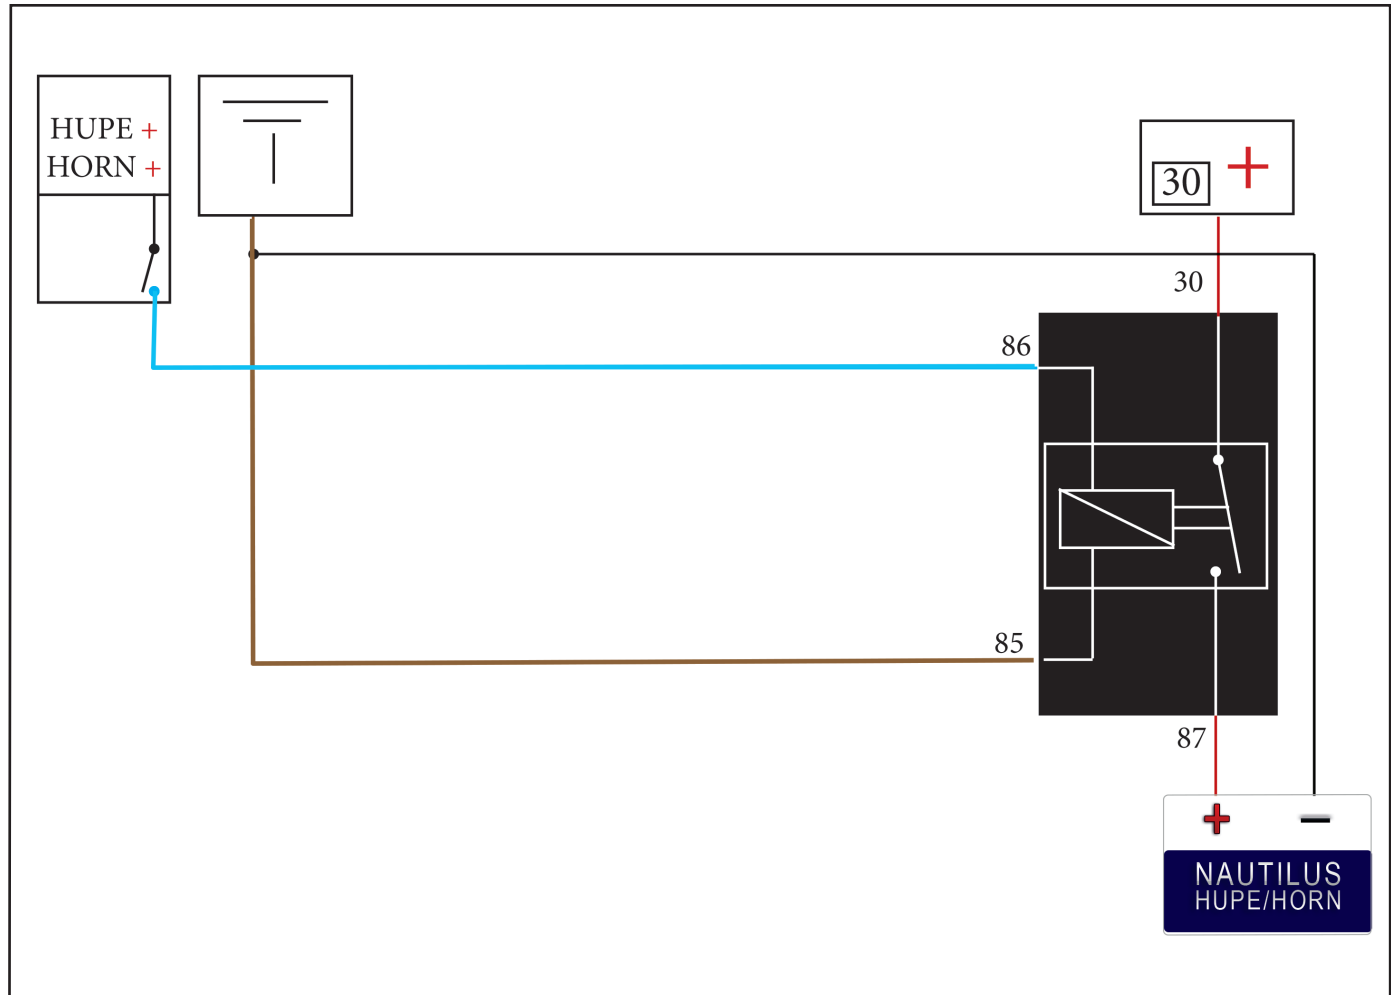 HUPE +
HORN +
30 +
30
86
85
87
+ −
NAUTILUS
HUPE/HORN